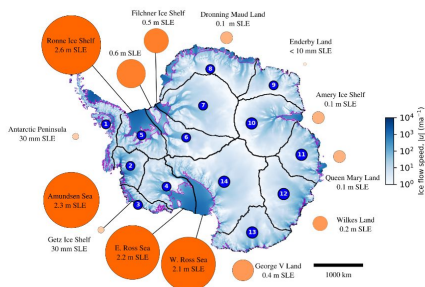 Filchner Ice Shelf
0.5 m SLE
Dronning Maud Land
0.1 m SLE
Ronne Ice Shelf
2.6 m SLE
0.6 m SLE
Enderby Land
< 10 mm SLE
Amery Ice Shelf
0.1 m SLE
Antarctic Peninsula
30 mm SLE
Queen Mary Land
0.1 m SLE
Amundsen Sea
2.3 m SLE
Getz Ice Shelf
30 mm SLE
E. Ross Sea
2.2 m SLE
W. Ross Sea
2.1 m SLE
George V Land
0.4 m SLE
Wilkes Land
0.2 m SLE
1000 km
1
2
3
4
5
6
7
8
9
10
11
12
13
14
10⁴
10³
10²
10¹
10⁰
Ice flow speed, |u| (ma⁻¹)